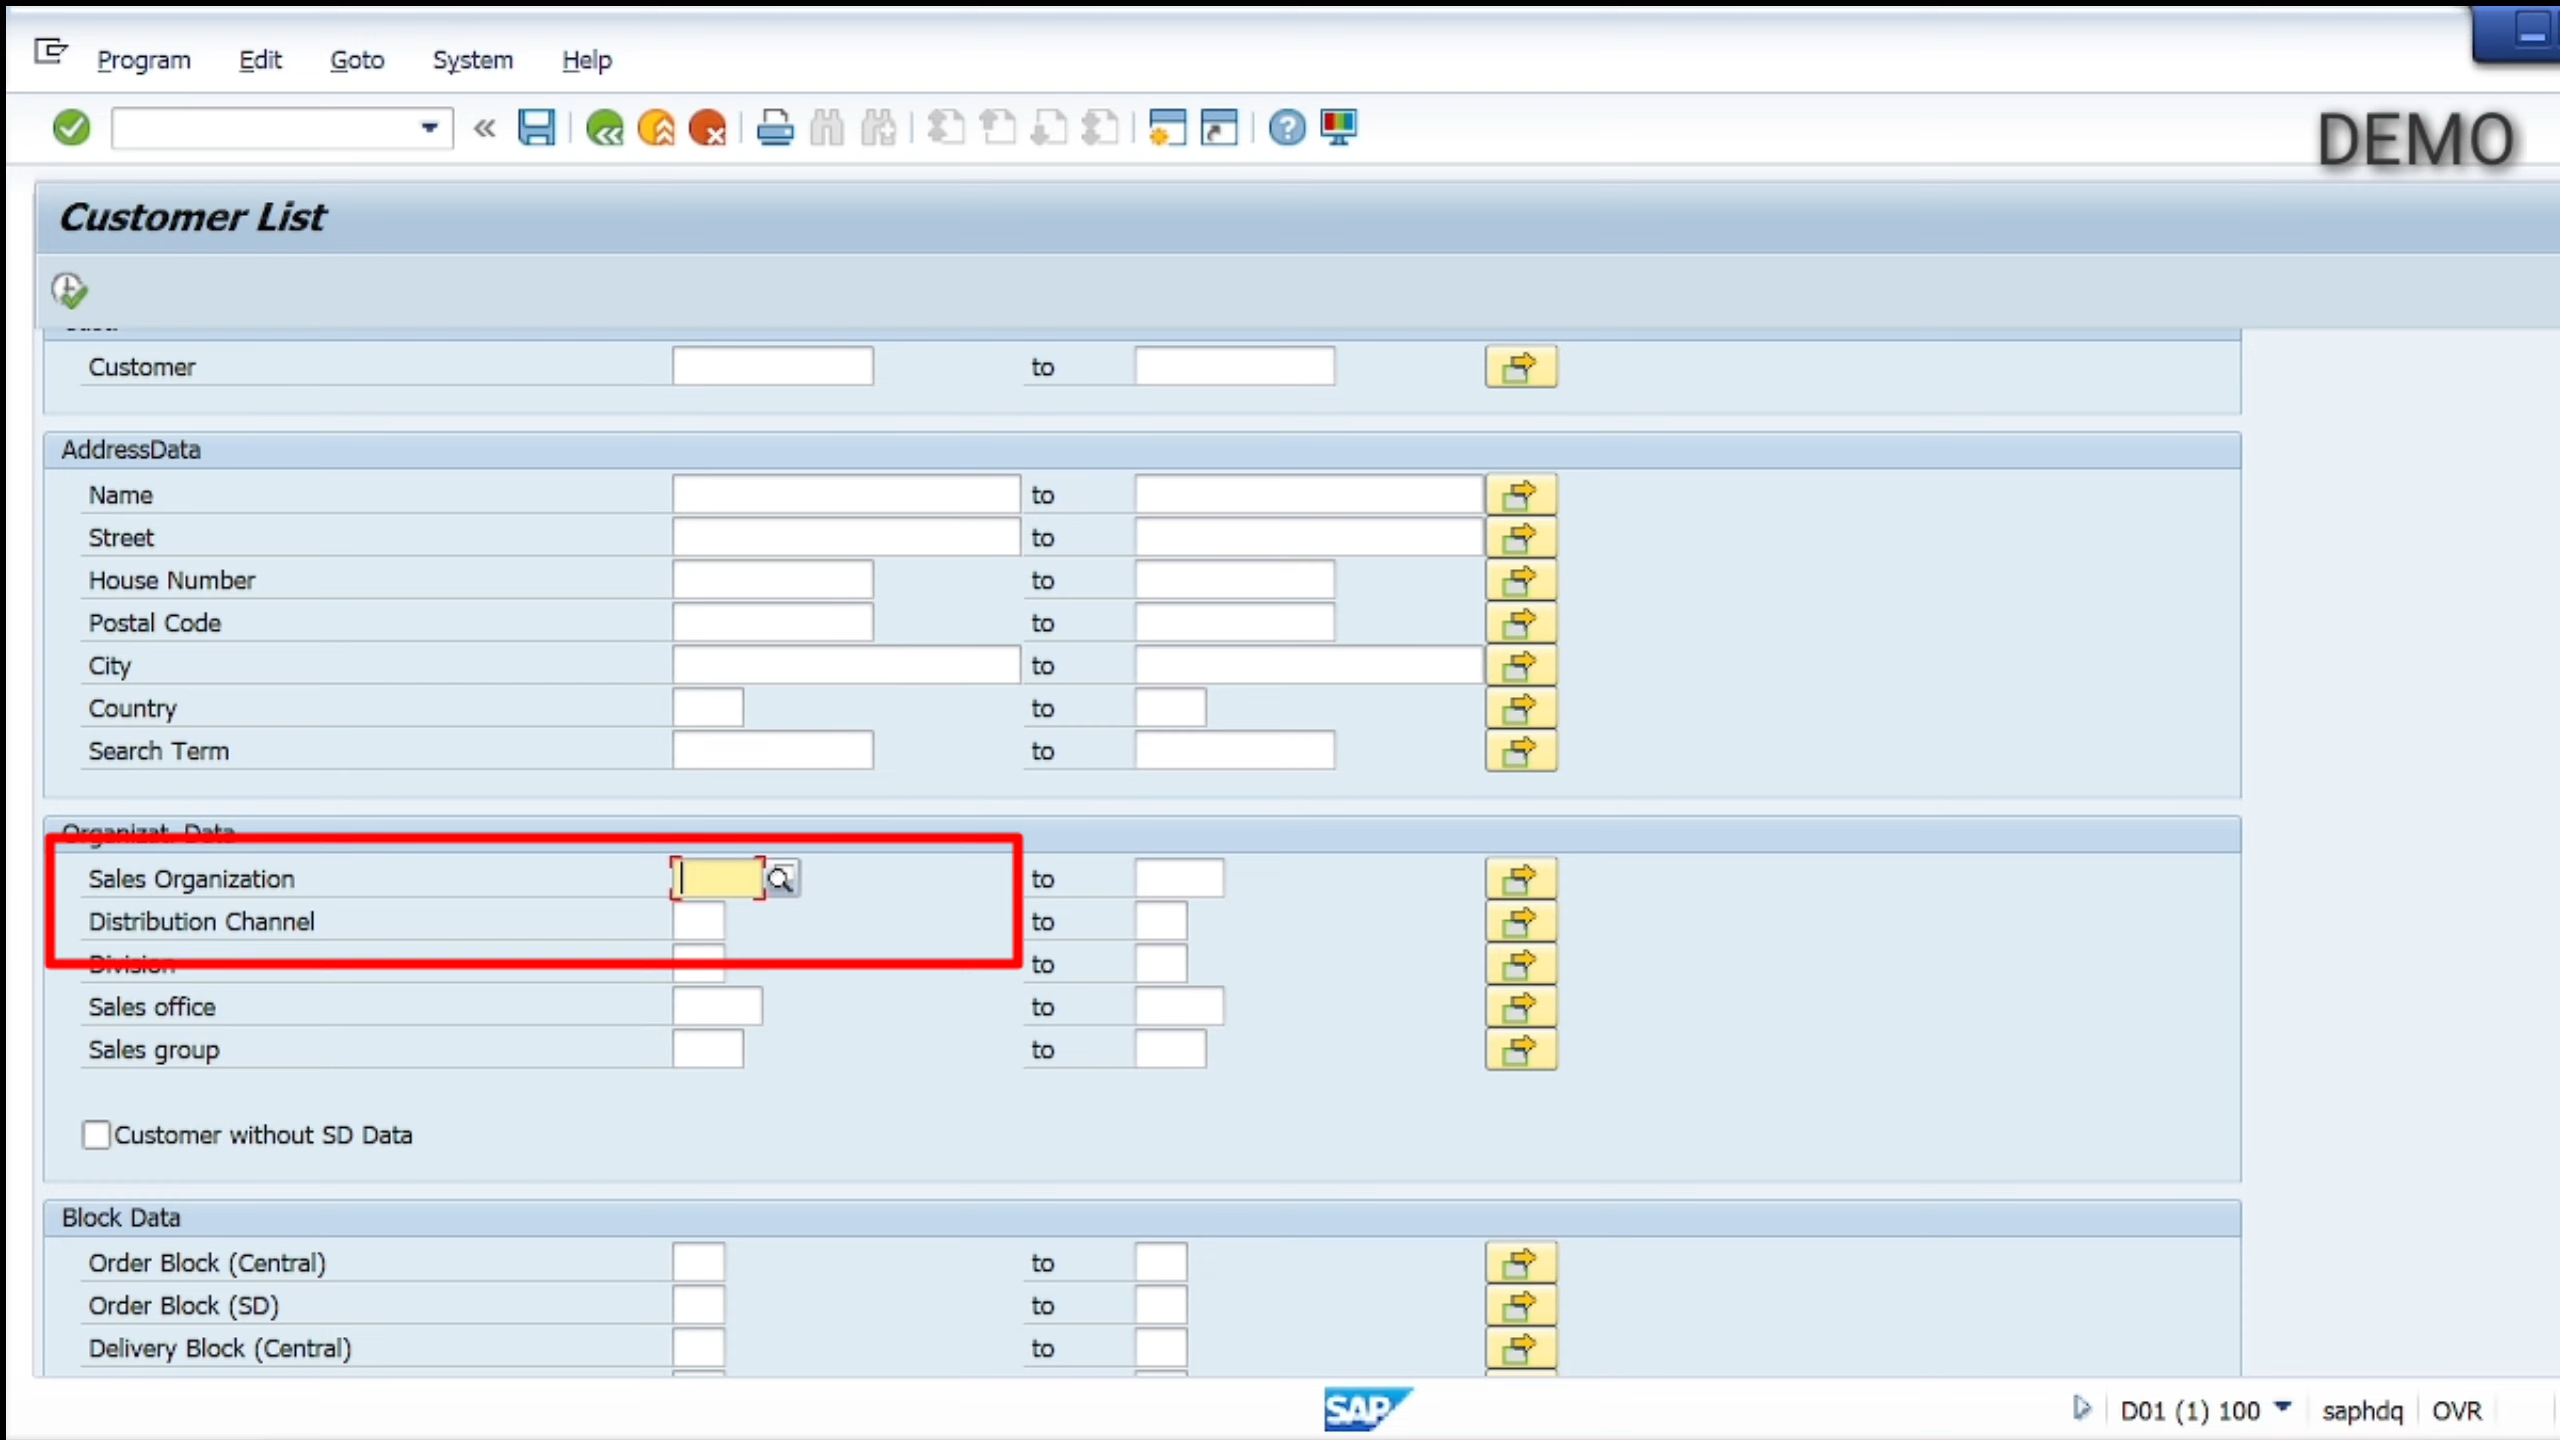 Program Edit Goto System Help
DEMO
Customer List
Customer to
AddressData
Name to
Street to
House Number to
Postal Code to
City to
Country to
Search Term to
Organizat. Data
Sales Organization to
Distribution Channel to
Division to
Sales office to
Sales group to
Customer without SD Data
Block Data
Order Block (Central) to
Order Block (SD) to
Delivery Block (Central) to
SAP D01 (1) 100 saphdq OVR